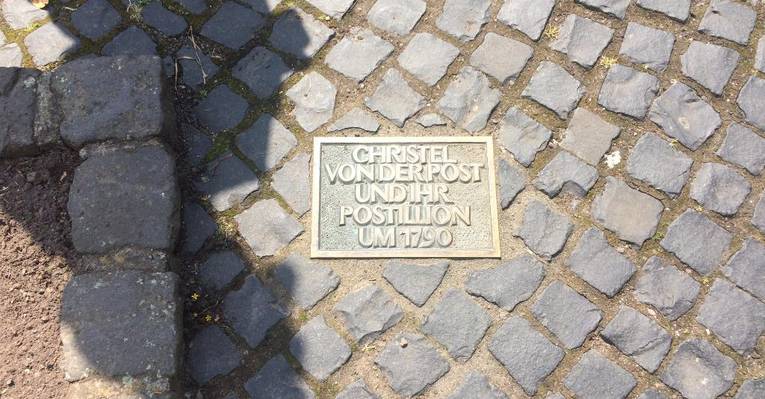 CHRISTEL
VON DER POST
UND IHR
POSTILLION
UM 1790